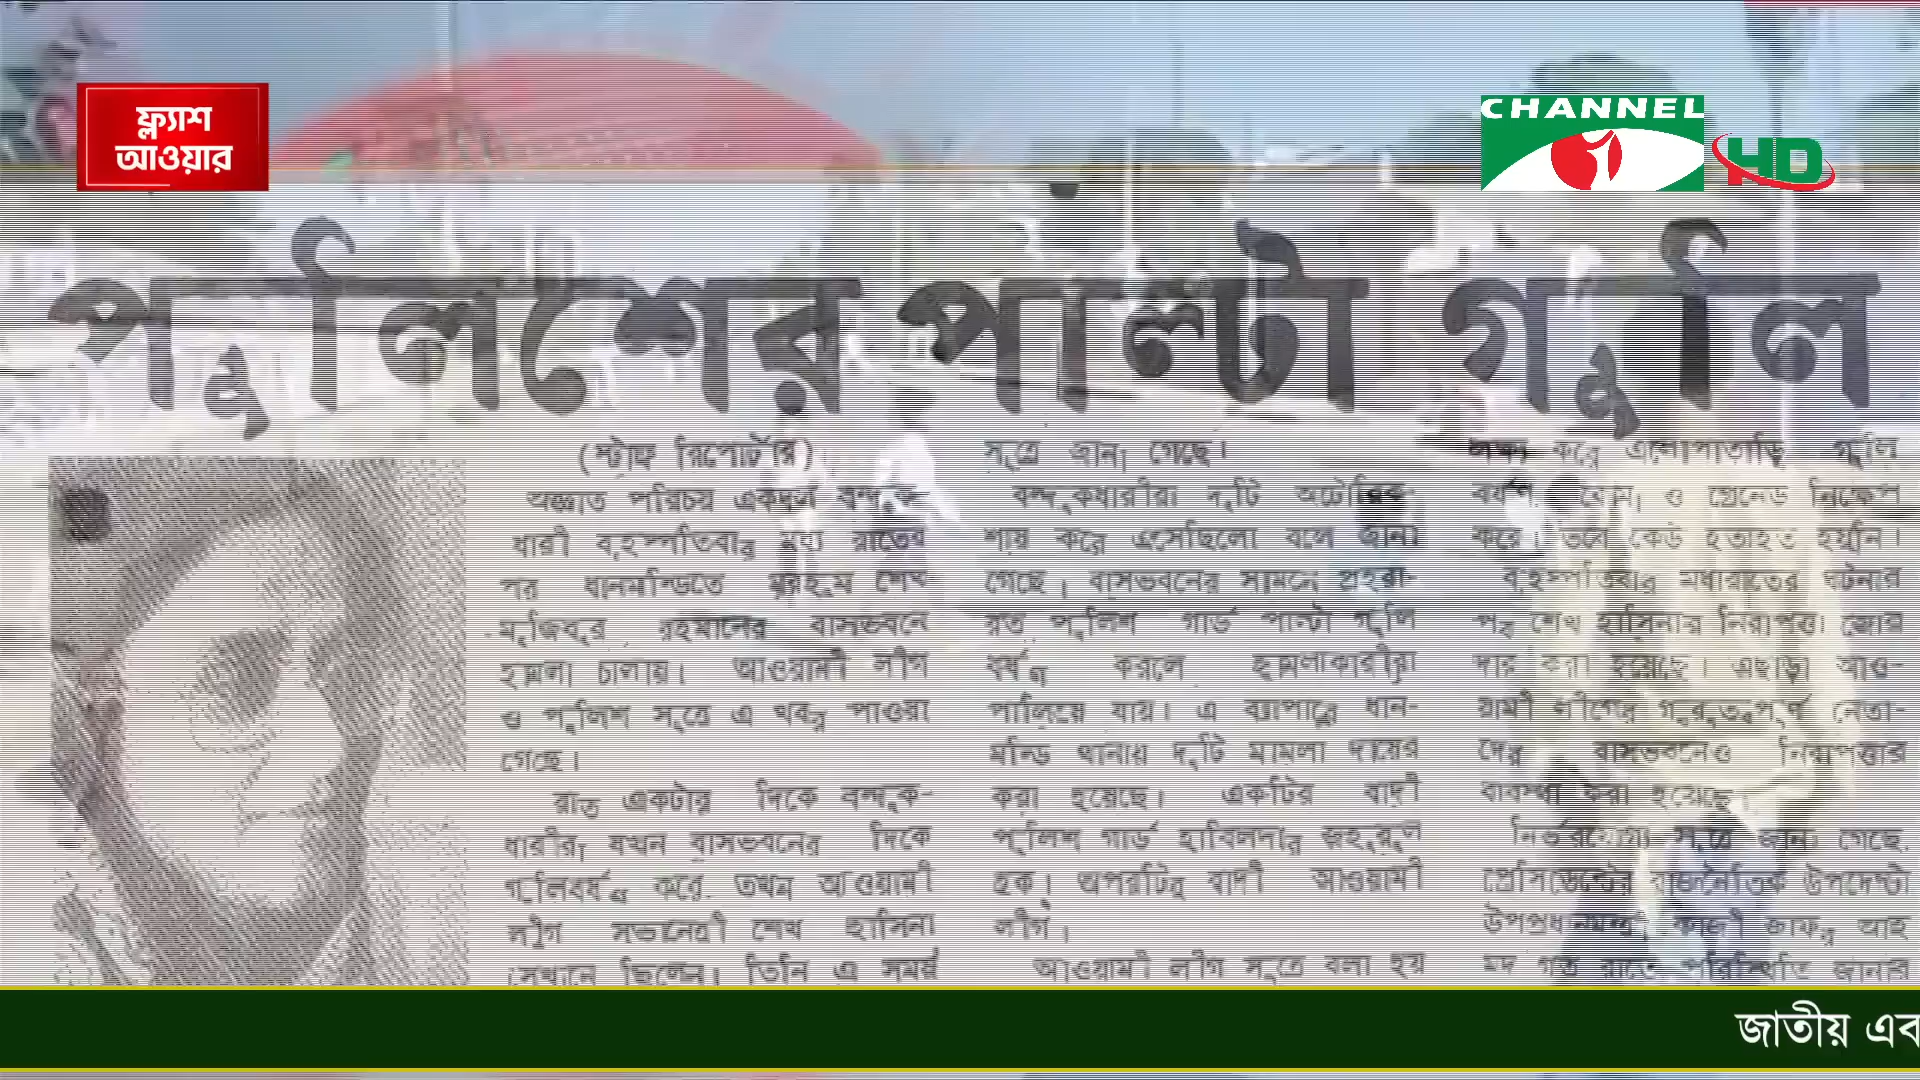 ফ্ল্যাশ
আওয়ার
CHANNEL
HD
পুলিশের পাল্টা গুলি
(স্টাফ রিপোর্টার)
অজ্ঞাত পরিচয় একদল বন্দুক-
ধারী বৃহস্পতিবার মধ্য রাতের
পর ধানমন্ডিতে মরহুম শেখ
মুজিবুর রহমানের বাসভবনে
হামলা চালায়। আওয়ামী লীগ
ও পুলিশ সূত্রে এ খবর পাওয়া
গেছে।
রাত একটার দিকে বন্দুক-
ধারীরা যখন বাসভবনের দিকে
গুলিবর্ষণ করে তখন আওয়ামী
লীগ সভানেত্রী শেখ হাসিনা
সেখানে ছিলেন। তিনি এ সময়
সূত্রে জানা গেছে।
বন্দুকধারীরা দুটি অটোরিক-
শায় করে এসেছিলো বলে জানা
গেছে। বাসভবনের সামনে প্রহরা-
রত পুলিশ গার্ড পাল্টা গুলি
বর্ষণ করলে হামলাকারীরা
পালিয়ে যায়। এ ব্যাপারে ধান-
মন্ডি থানায় দুটি মামলা দায়ের
করা হয়েছে। একটির বাদী
পুলিশ গার্ড হাবিলদার জহুরুল
হক। অপরটির বাদী আওয়ামী
লীগ।
আওয়ামী লীগ সূত্রে বলা হয়
লক্ষ্য করে এলোপাতাড়ি গুলি
বর্ষণ, বোমা ও গ্রেনেড নিক্ষেপ
করে। তবে কেউ হতাহত হয়নি।
বৃহস্পতিবার মধ্যরাতের ঘটনার
পর শেখ হাসিনার নিরাপত্তা জোর
দার করা হয়েছে। এছাড়া আও-
য়ামী লীগের গুরুত্বপূর্ণ নেতা-
দের বাসভবনেও নিরাপত্তার
ব্যবস্থা করা হয়েছে।
নির্ভরযোগ্য সূত্রে জানা গেছে,
প্রেসিডেন্টের রাজনৈতিক উপদেষ্টা
উপপ্রধানমন্ত্রী কাজী জাফর আহ
মদ গত রাতে পরিস্থিতি জানার
জাতীয় এব